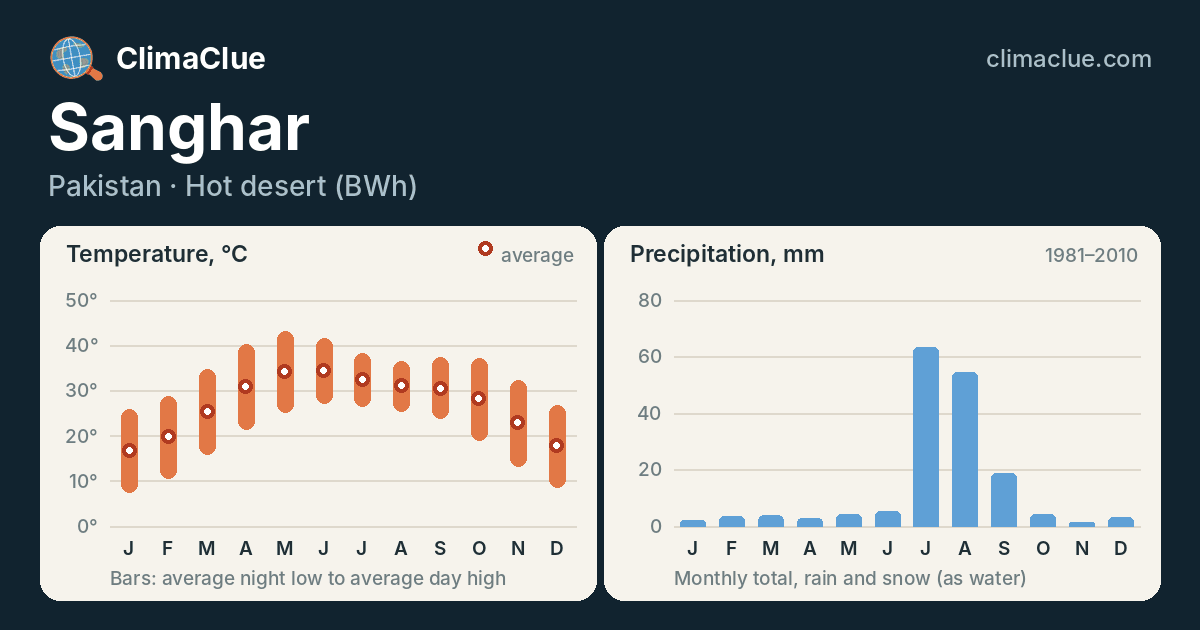 ClimaClue
climaclue.com
Sanghar
Pakistan · Hot desert (BWh)
Temperature, °C
average
50°
40°
30°
20°
10°
0°
J F M A M J J A S O N D
Bars: average night low to average day high
Precipitation, mm
1981–2010
80
60
40
20
0
J F M A M J J A S O N D
Monthly total, rain and snow (as water)